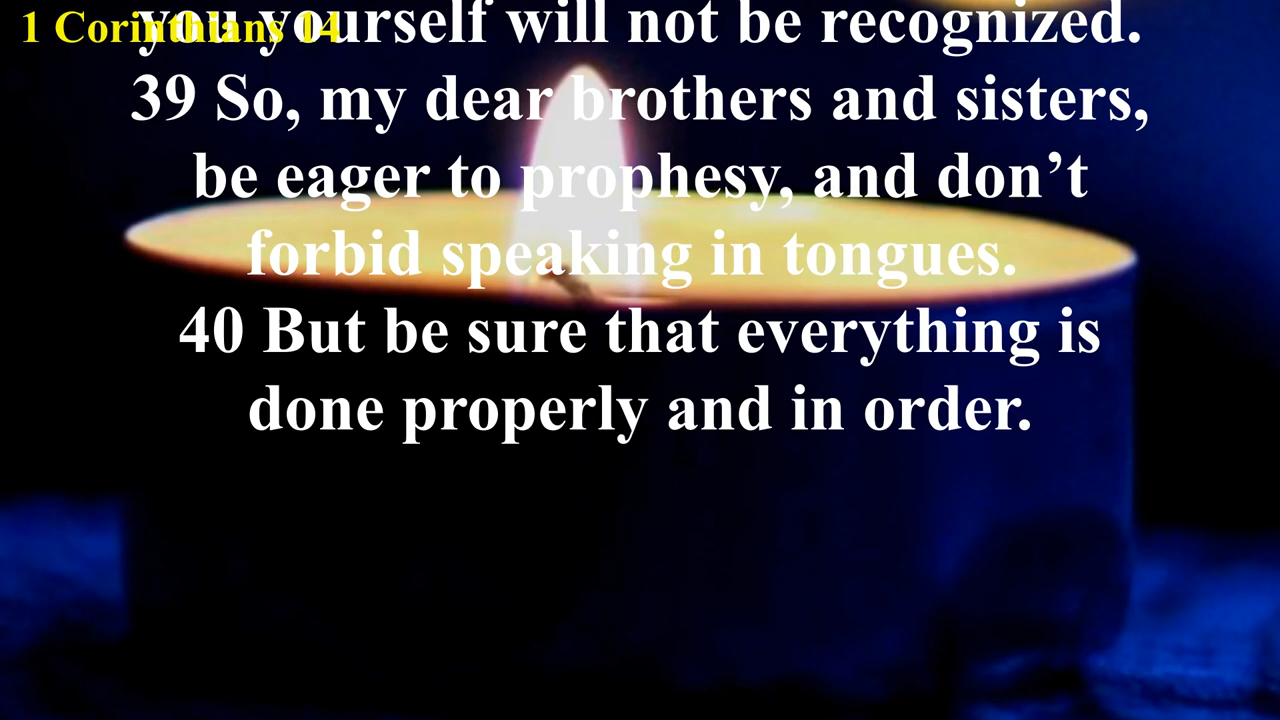 1 Corinthians 14
you yourself will not be recognized.
39 So, my dear brothers and sisters,
be eager to prophesy, and don’t
forbid speaking in tongues.
40 But be sure that everything is
done properly and in order.